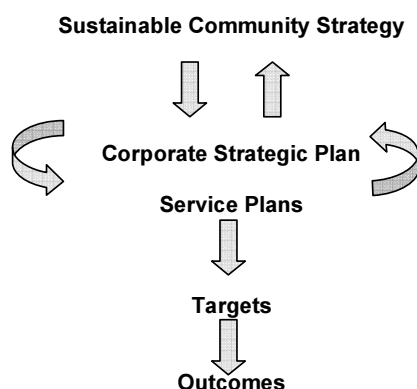 Sustainable Community Strategy
Corporate Strategic Plan
Service Plans
Targets
Outcomes